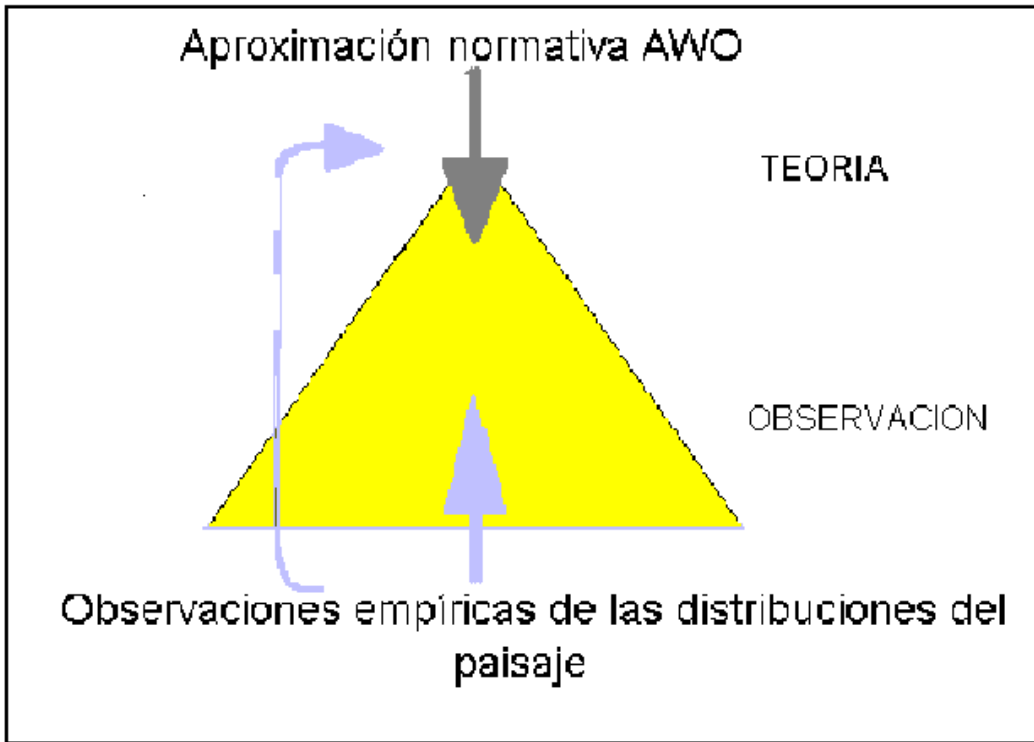 Aproximación normativa AWO
TEORIA
OBSERVACION
Observaciones empíricas de las distribuciones del
paisaje